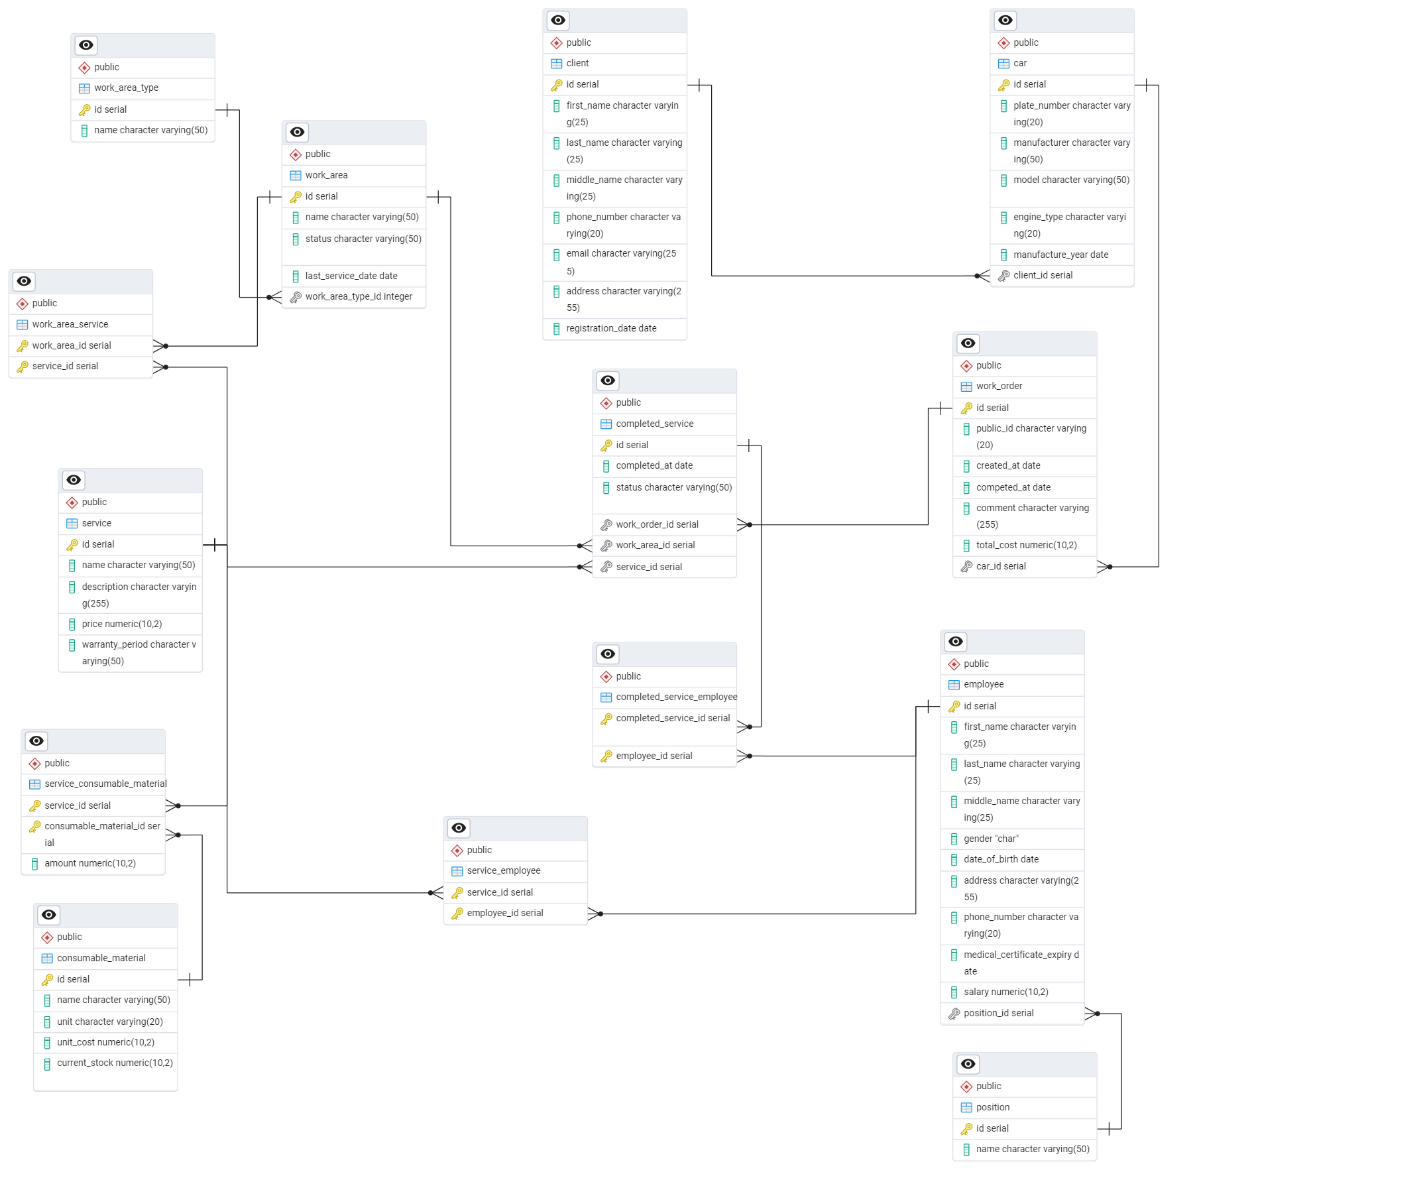 public
work_area_type
id serial
name character varying(50)
public
work_area
id serial
name character varying(50)
status character varying(50)
last_service_date date
work_area_type_id integer
public
client
id serial
first_name character varyin
g(25)
last_name character varying
(25)
middle_name character vary
ing(25)
phone_number character va
rying(20)
email character varying(25
5)
address character varying(2
55)
registration_date date
public
car
id serial
plate_number character vary
ing(20)
manufacturer character vary
ing(50)
model character varying(50)
engine_type character varyi
ng(20)
manufacture_year date
client_id serial
public
work_area_service
work_area_id serial
service_id serial
public
completed_service
id serial
completed_at date
status character varying(50)
work_order_id serial
work_area_id serial
service_id serial
public
work_order
id serial
public_id character varying
(20)
created_at date
competed_at date
comment character varying
(255)
total_cost numeric(10,2)
car_id serial
public
service
id serial
name character varying(50)
description character varyin
g(255)
price numeric(10,2)
warranty_period character v
arying(50)
public
completed_service_employee
completed_service_id serial
employee_id serial
public
employee
id serial
first_name character varyin
g(25)
last_name character varying
(25)
middle_name character vary
ing(25)
gender "char"
date_of_birth date
address character varying(2
55)
phone_number character va
rying(20)
medical_certificate_expiry d
ate
salary numeric(10,2)
position_id serial
public
service_consumable_material
service_id serial
consumable_material_id ser
ial
amount numeric(10,2)
public
service_employee
service_id serial
employee_id serial
public
consumable_material
id serial
name character varying(50)
unit character varying(20)
unit_cost numeric(10,2)
current_stock numeric(10,2)
public
position
id serial
name character varying(50)